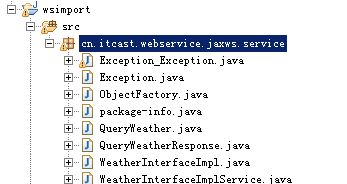 wsimport
src
cn.itcast.webservice.jaxws.service
Exception_Exception.java
Exception.java
ObjectFactory.java
package-info.java
QueryWeather.java
QueryWeatherResponse.java
WeatherInterfaceImpl.java
WeatherInterfaceImplService.java